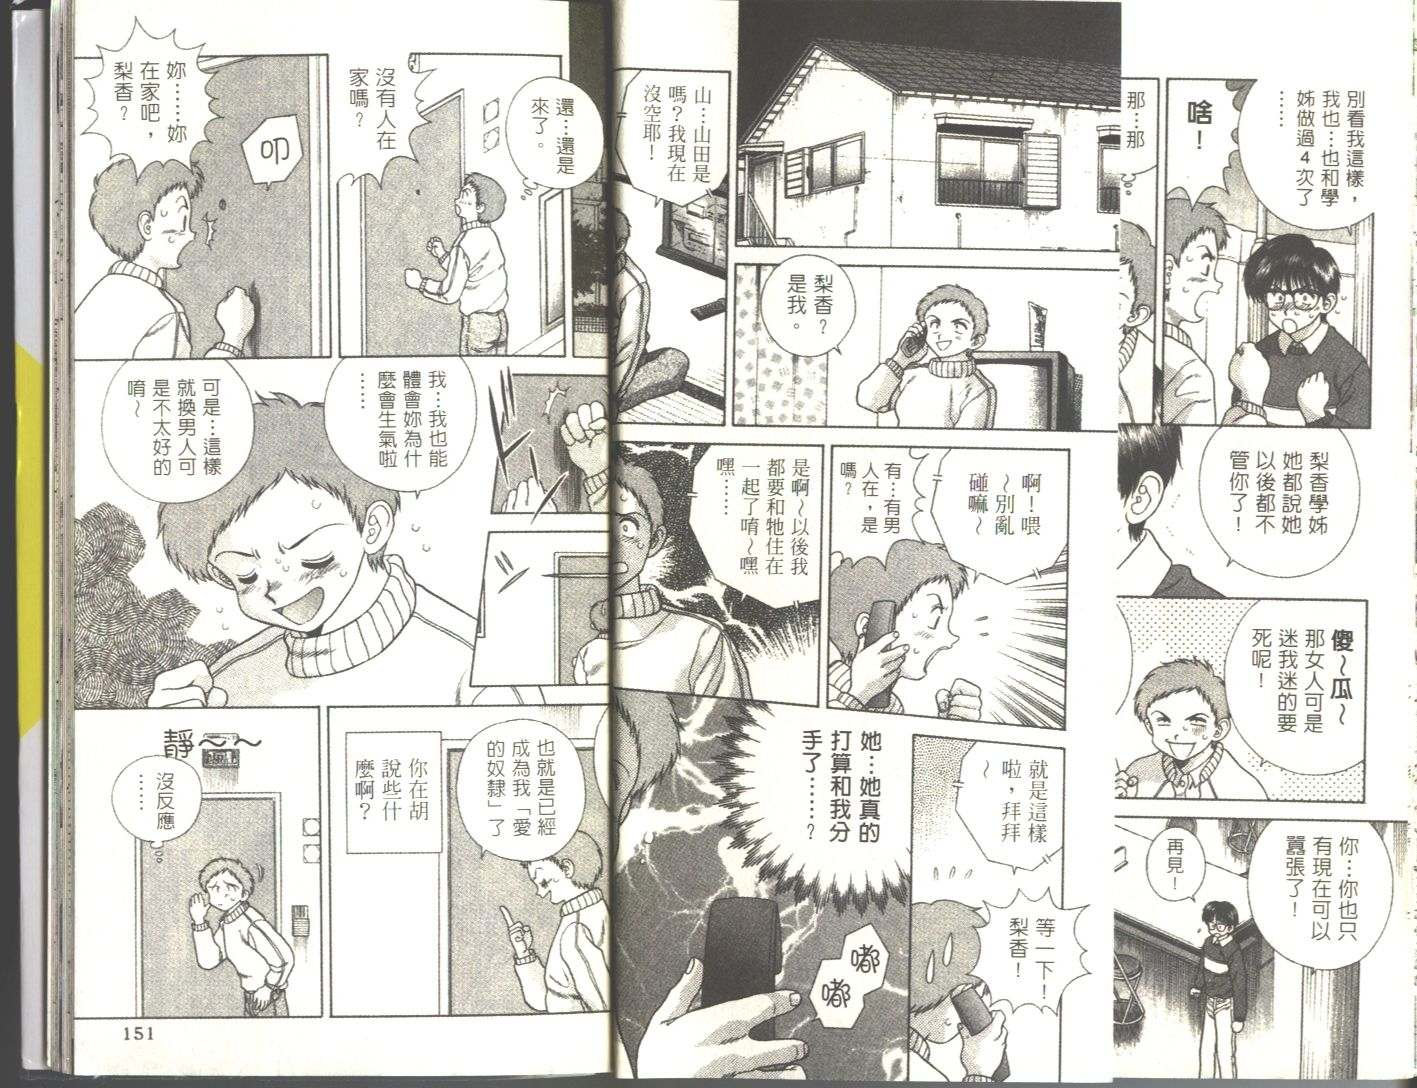 別看我這樣，
我也…也和學
姊做過4次了
……
啥！
那…那
梨香學姊
她都說她
以後都不
管你了！
傻～瓜～
那女人可是
迷我迷的要
死呢！
你…你也只
有現在可以
囂張了！
再見！
梨香？
是我。
山…山田是
嗎？我現在
沒空耶！
啊！喂
～別亂
碰嘛～
有…有男
人在，是
嗎？
是啊～以後我
都要和牠住在
一起了唷～嘿
嘿……
就是這樣
啦，拜拜
～
等一下！
梨香！
她…她真的
打算和我分
手了………？
嘟
嘟
還…還是
來了。
沒有人在
家嗎？
叩
妳……妳
在家吧，
梨香？
我…我也能
體會妳為什
麼會生氣啦
……
可是…這樣
就換男人可
是不太好的
唷～
也就是已經
成為我「愛
的奴隸」了
你在胡
說些什
麼啊？
靜～～
沒反應
……
151